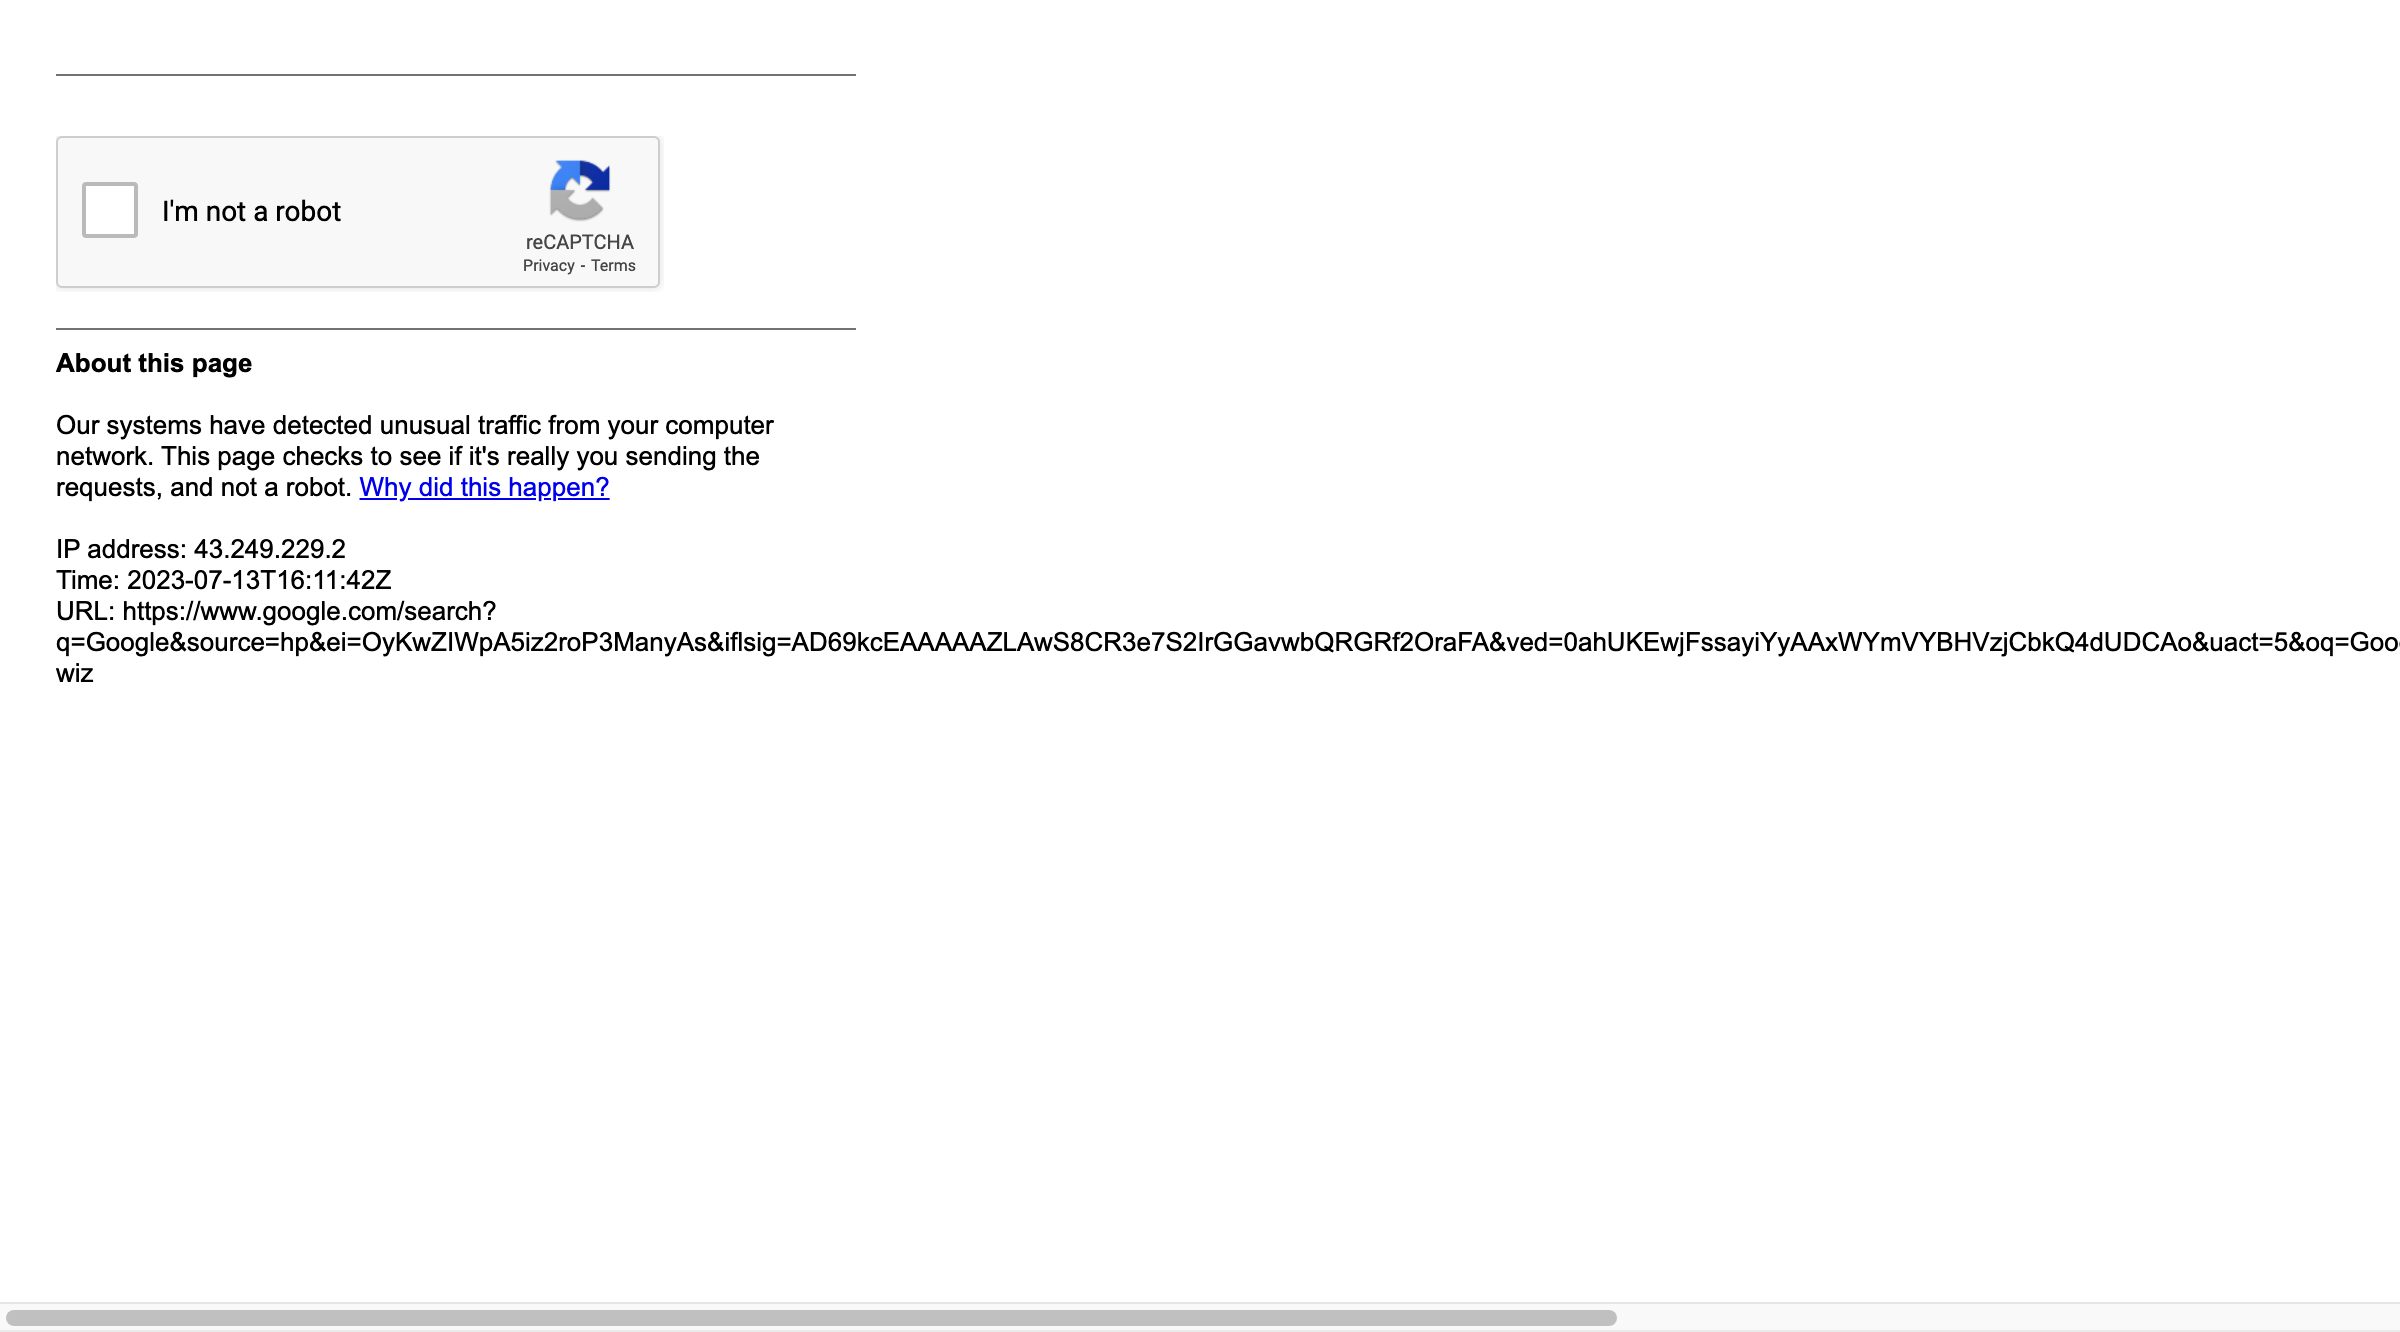 I'm not a robot
reCAPTCHA
Privacy - Terms
About this page
Our systems have detected unusual traffic from your computer
network. This page checks to see if it's really you sending the
requests, and not a robot. Why did this happen?
IP address: 43.249.229.2
Time: 2023-07-13T16:11:42Z
URL: https://www.google.com/search?
q=Google&source=hp&ei=OyKwZIWpA5iz2roP3ManyAs&iflsig=AD69kcEAAAAAZLAwS8CR3e7S2IrGGavwbQRGRf2OraFA&ved=0ahUKEwjFssayiYyAAxWYmVYBHVzjCbkQ4dUDCAo&uact=5&oq=Goo
wiz